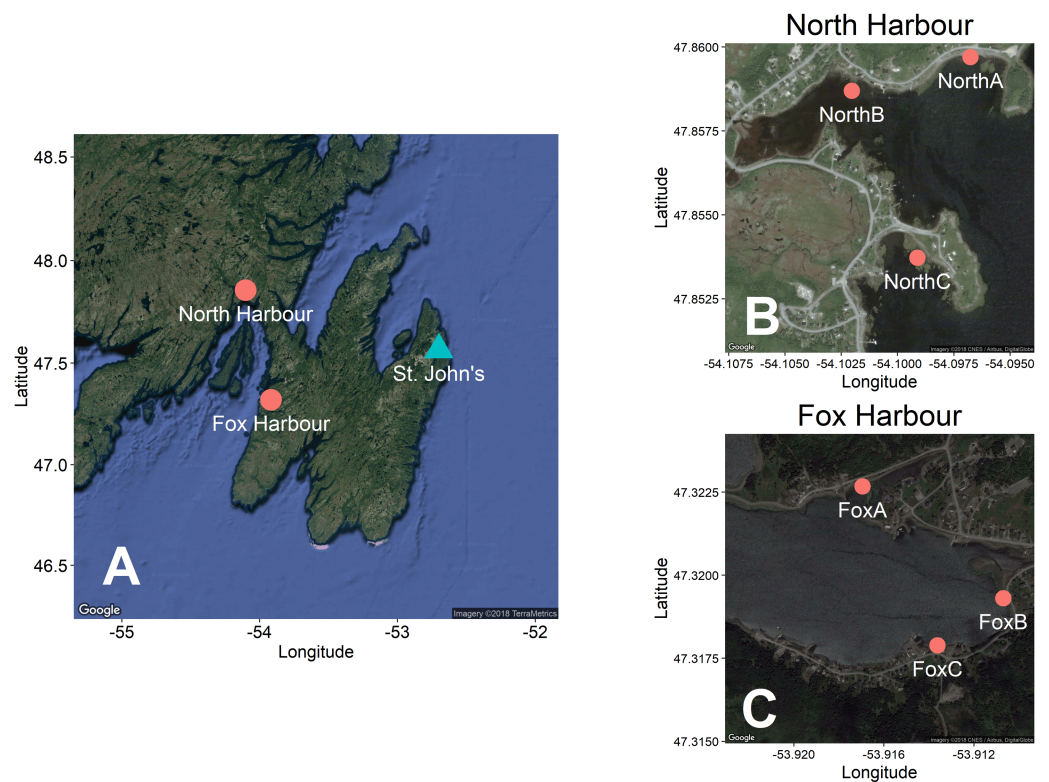 48.5
48.0
47.5
47.0
46.5
Latitude
North Harbour
St. John's
Fox Harbour
A
Google
Imagery ©2018 TerraMetrics
-55
-54
-53
-52
Longitude
North Harbour
47.8600
47.8575
47.8550
47.8525
Latitude
NorthA
NorthB
NorthC
B
Google
Imagery ©2018 CNES / Airbus, DigitalGlobe
-54.1075 -54.1050 -54.1025 -54.1000 -54.0975 -54.0950
Longitude
Fox Harbour
47.3225
47.3200
47.3175
47.3150
Latitude
FoxA
FoxB
FoxC
C
Google
Imagery ©2018 CNES / Airbus, DigitalGlobe
-53.920
-53.916
-53.912
Longitude